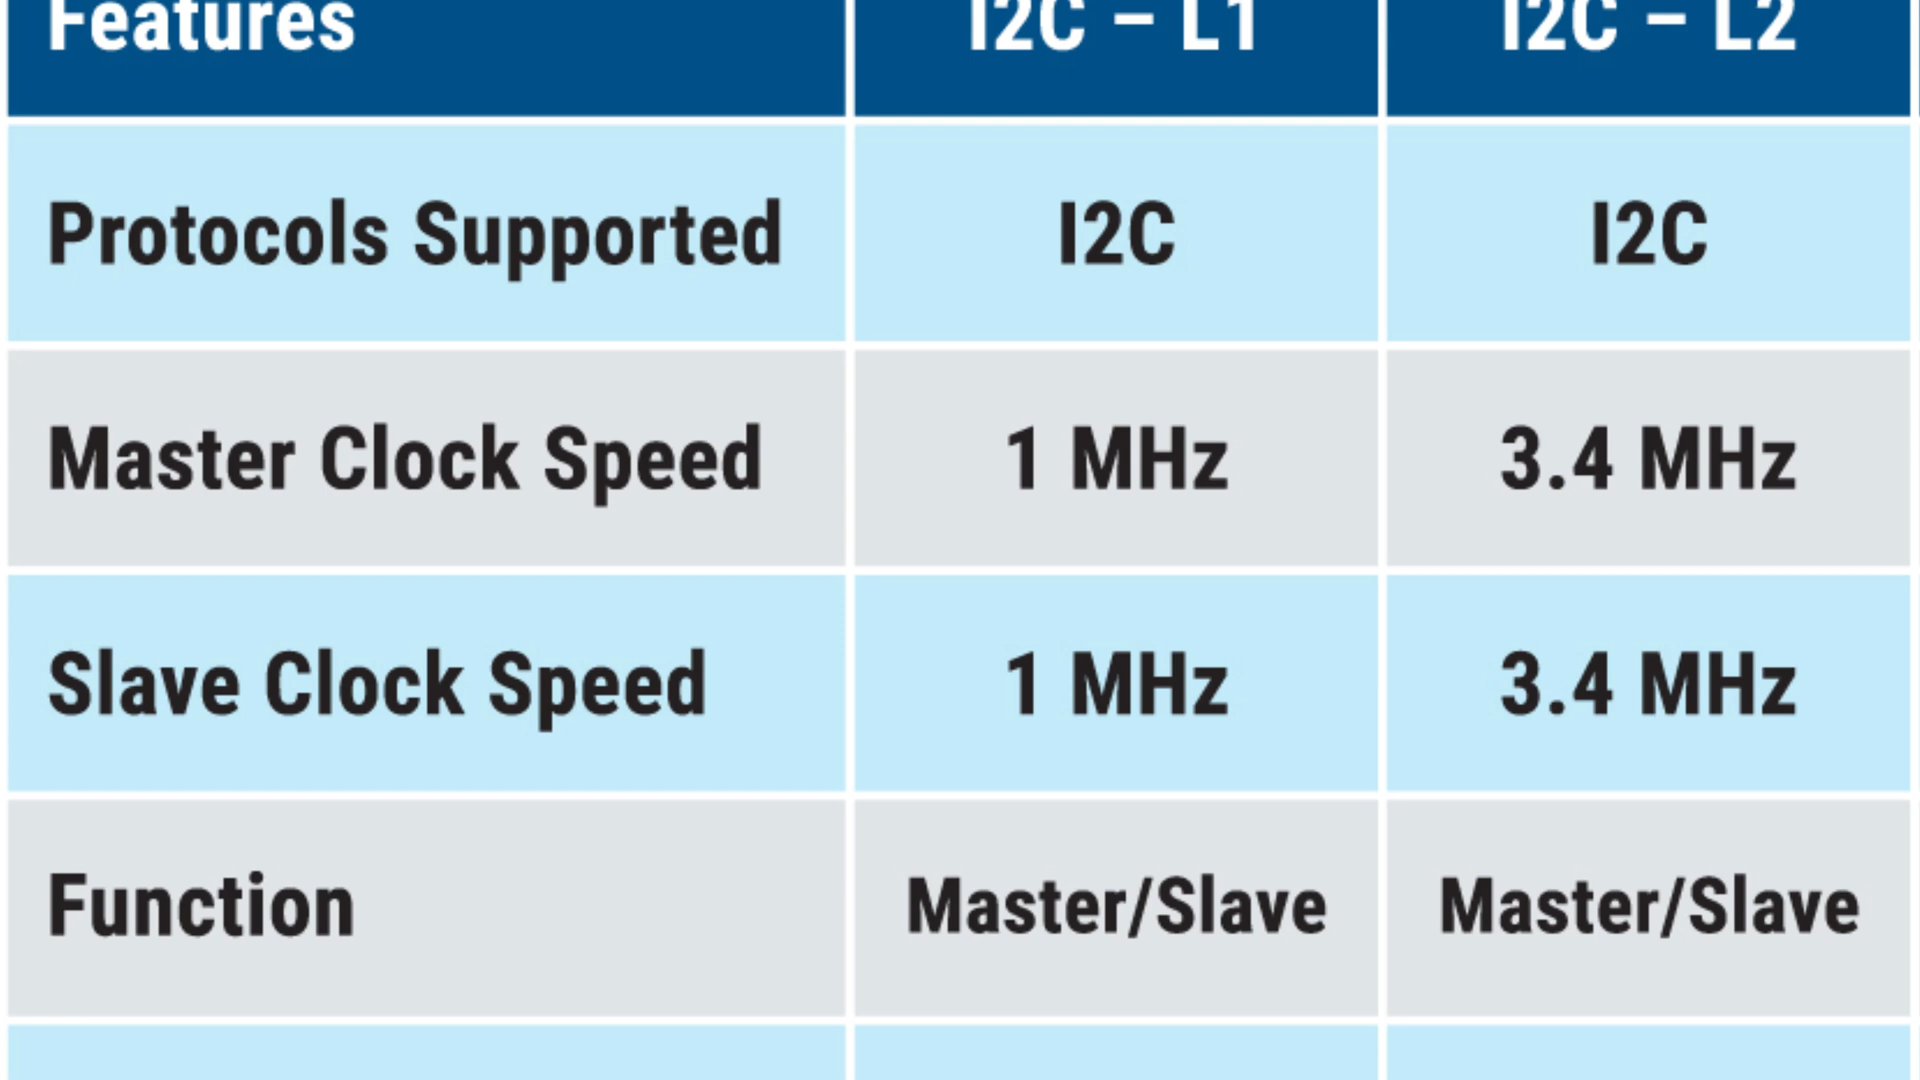 Features I2C – L1 I2C – L2
Protocols Supported I2C I2C
Master Clock Speed 1 MHz 3.4 MHz
Slave Clock Speed 1 MHz 3.4 MHz
Function Master/Slave Master/Slave